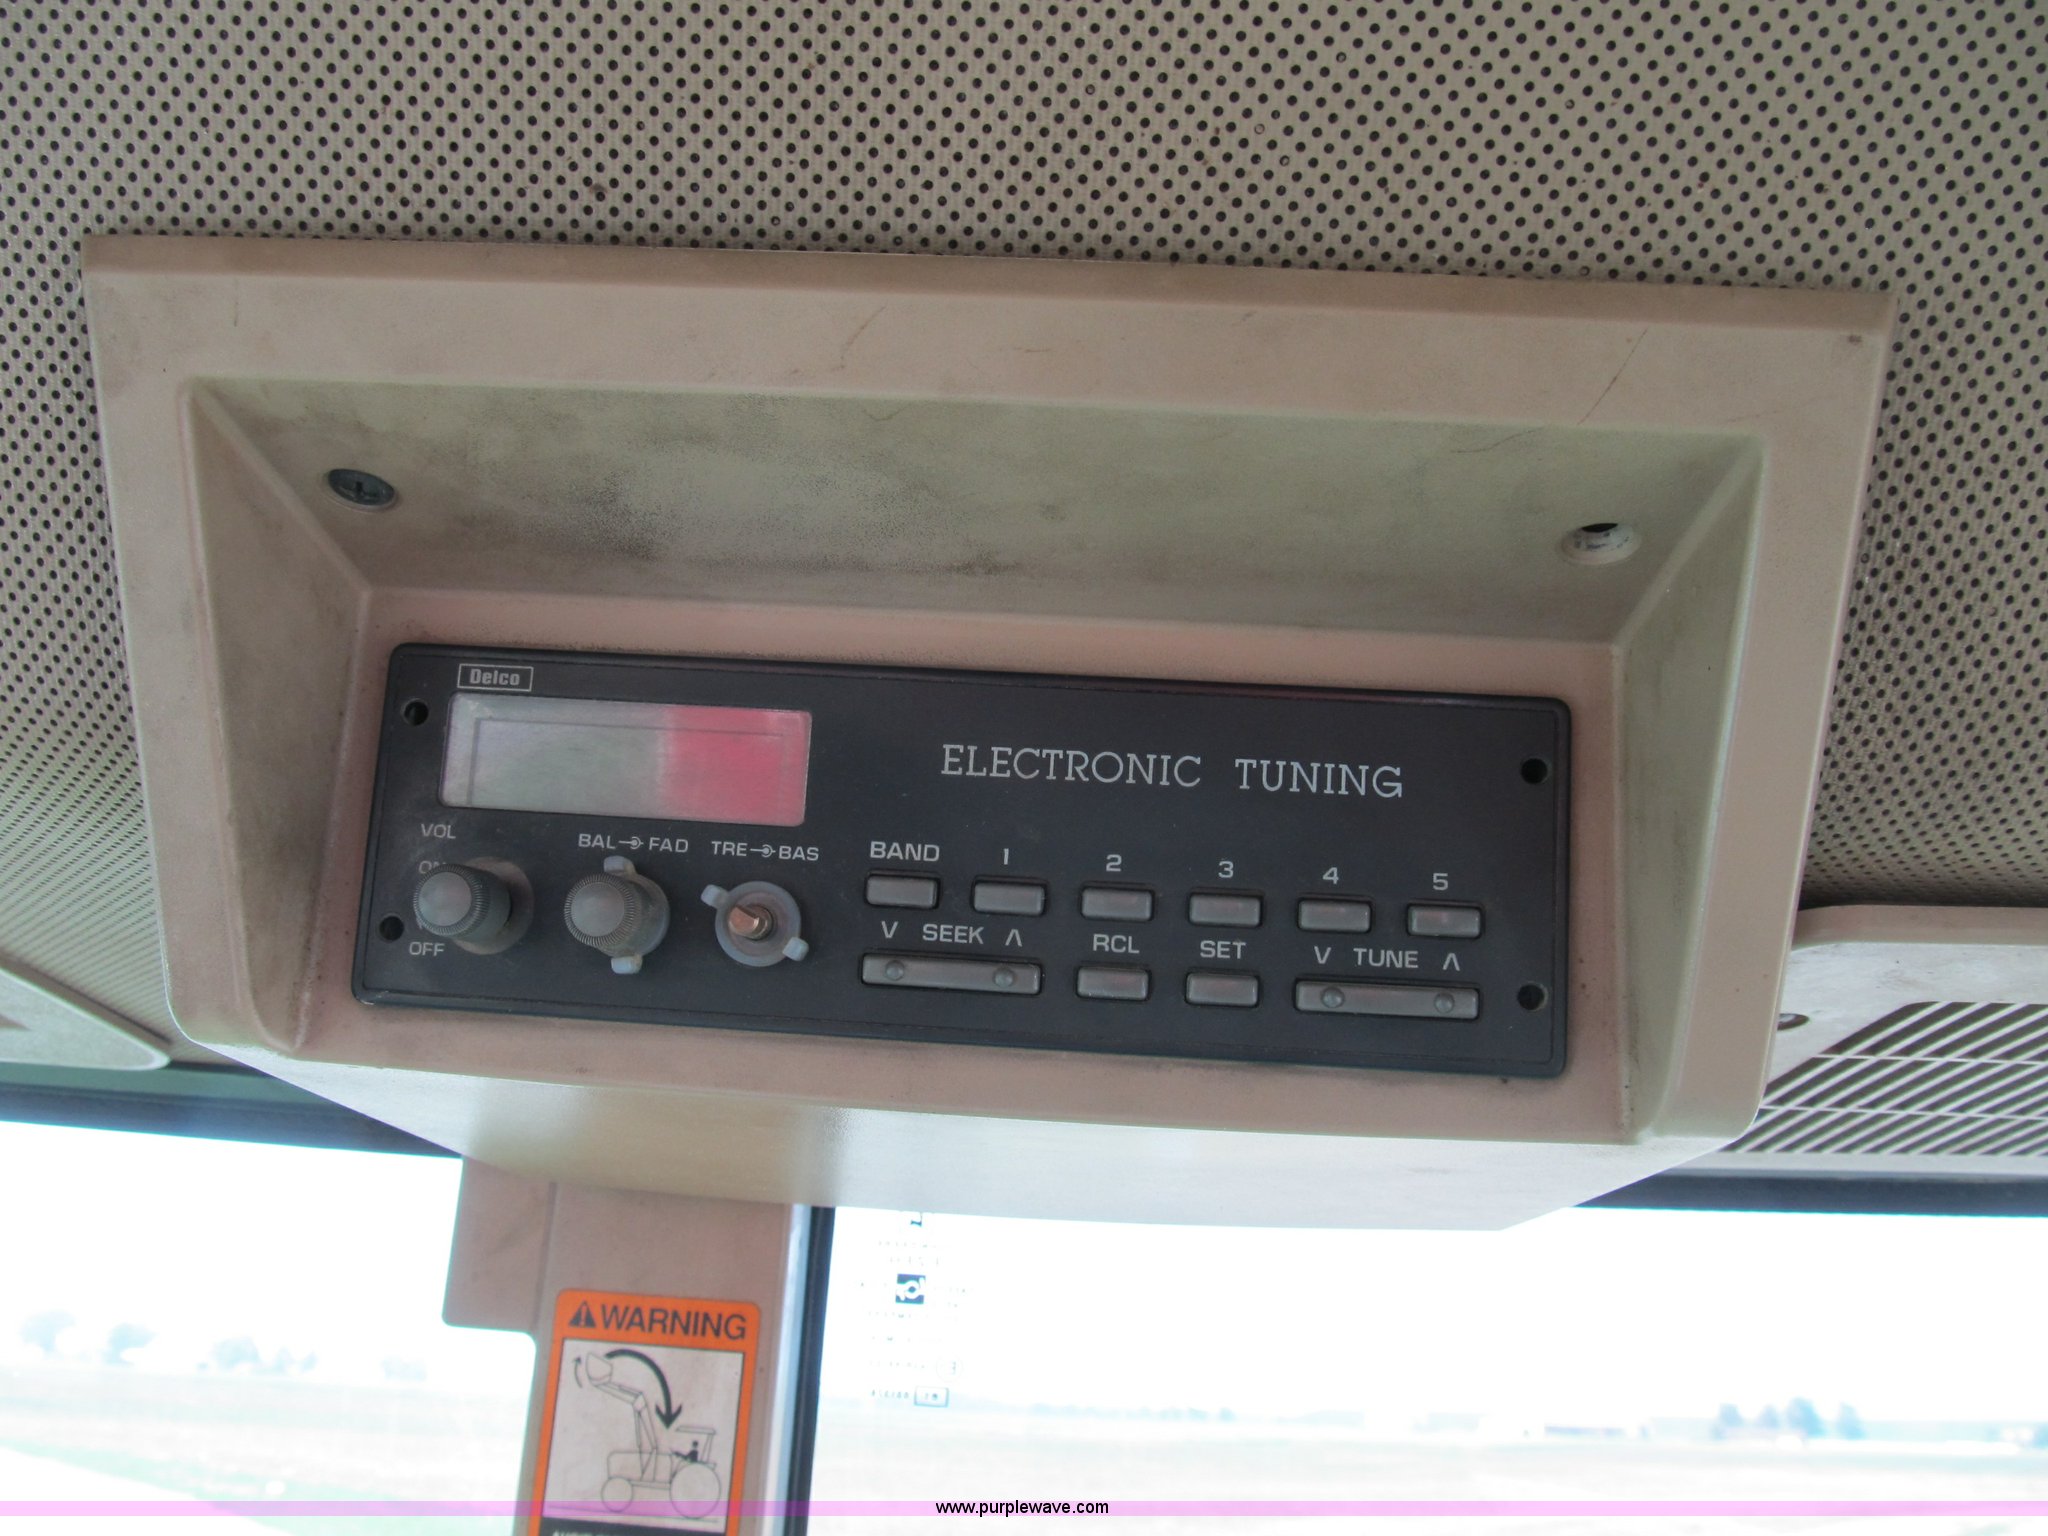 Delco
ELECTRONIC TUNING
VOL
BAL FAD TRE BAS
BAND 1 2 3 4 5
OFF
V SEEK Λ RCL SET V TUNE Λ
WARNING
www.purplewave.com